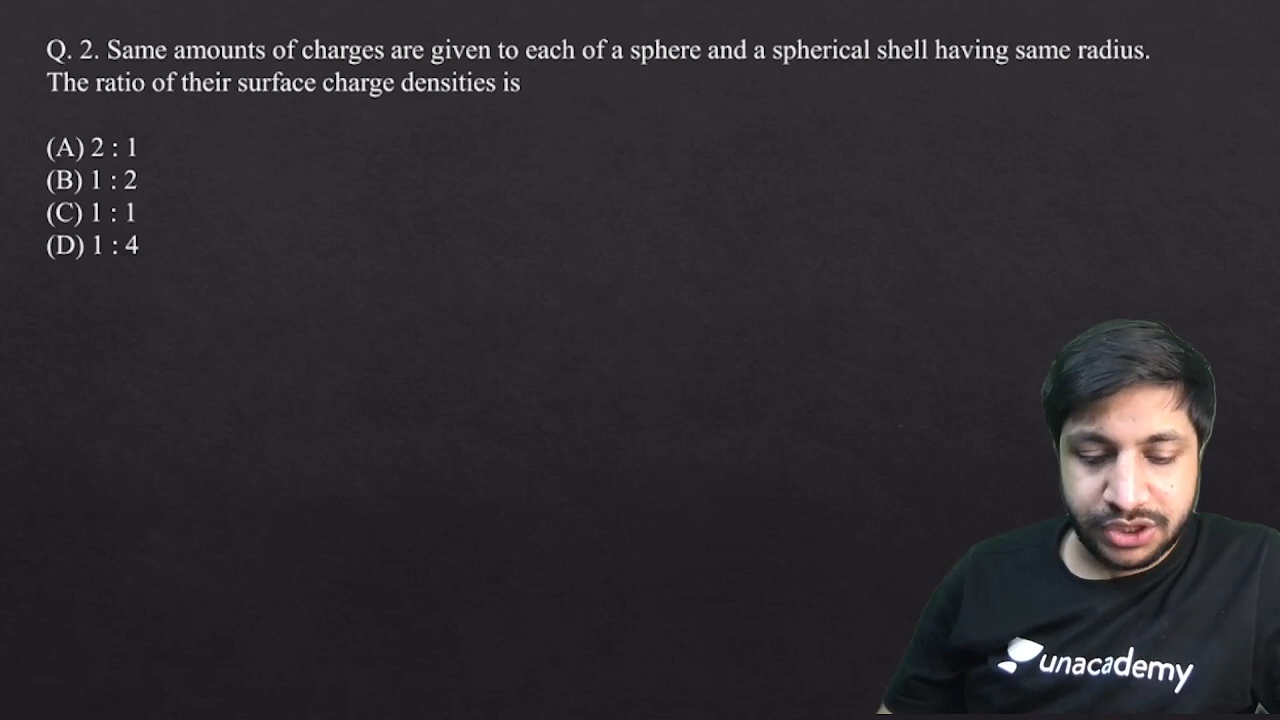 Q. 2. Same amounts of charges are given to each of a sphere and a spherical shell having same radius.
The ratio of their surface charge densities is
(A) 2 : 1
(B) 1 : 2
(C) 1 : 1
(D) 1 : 4
unacademy